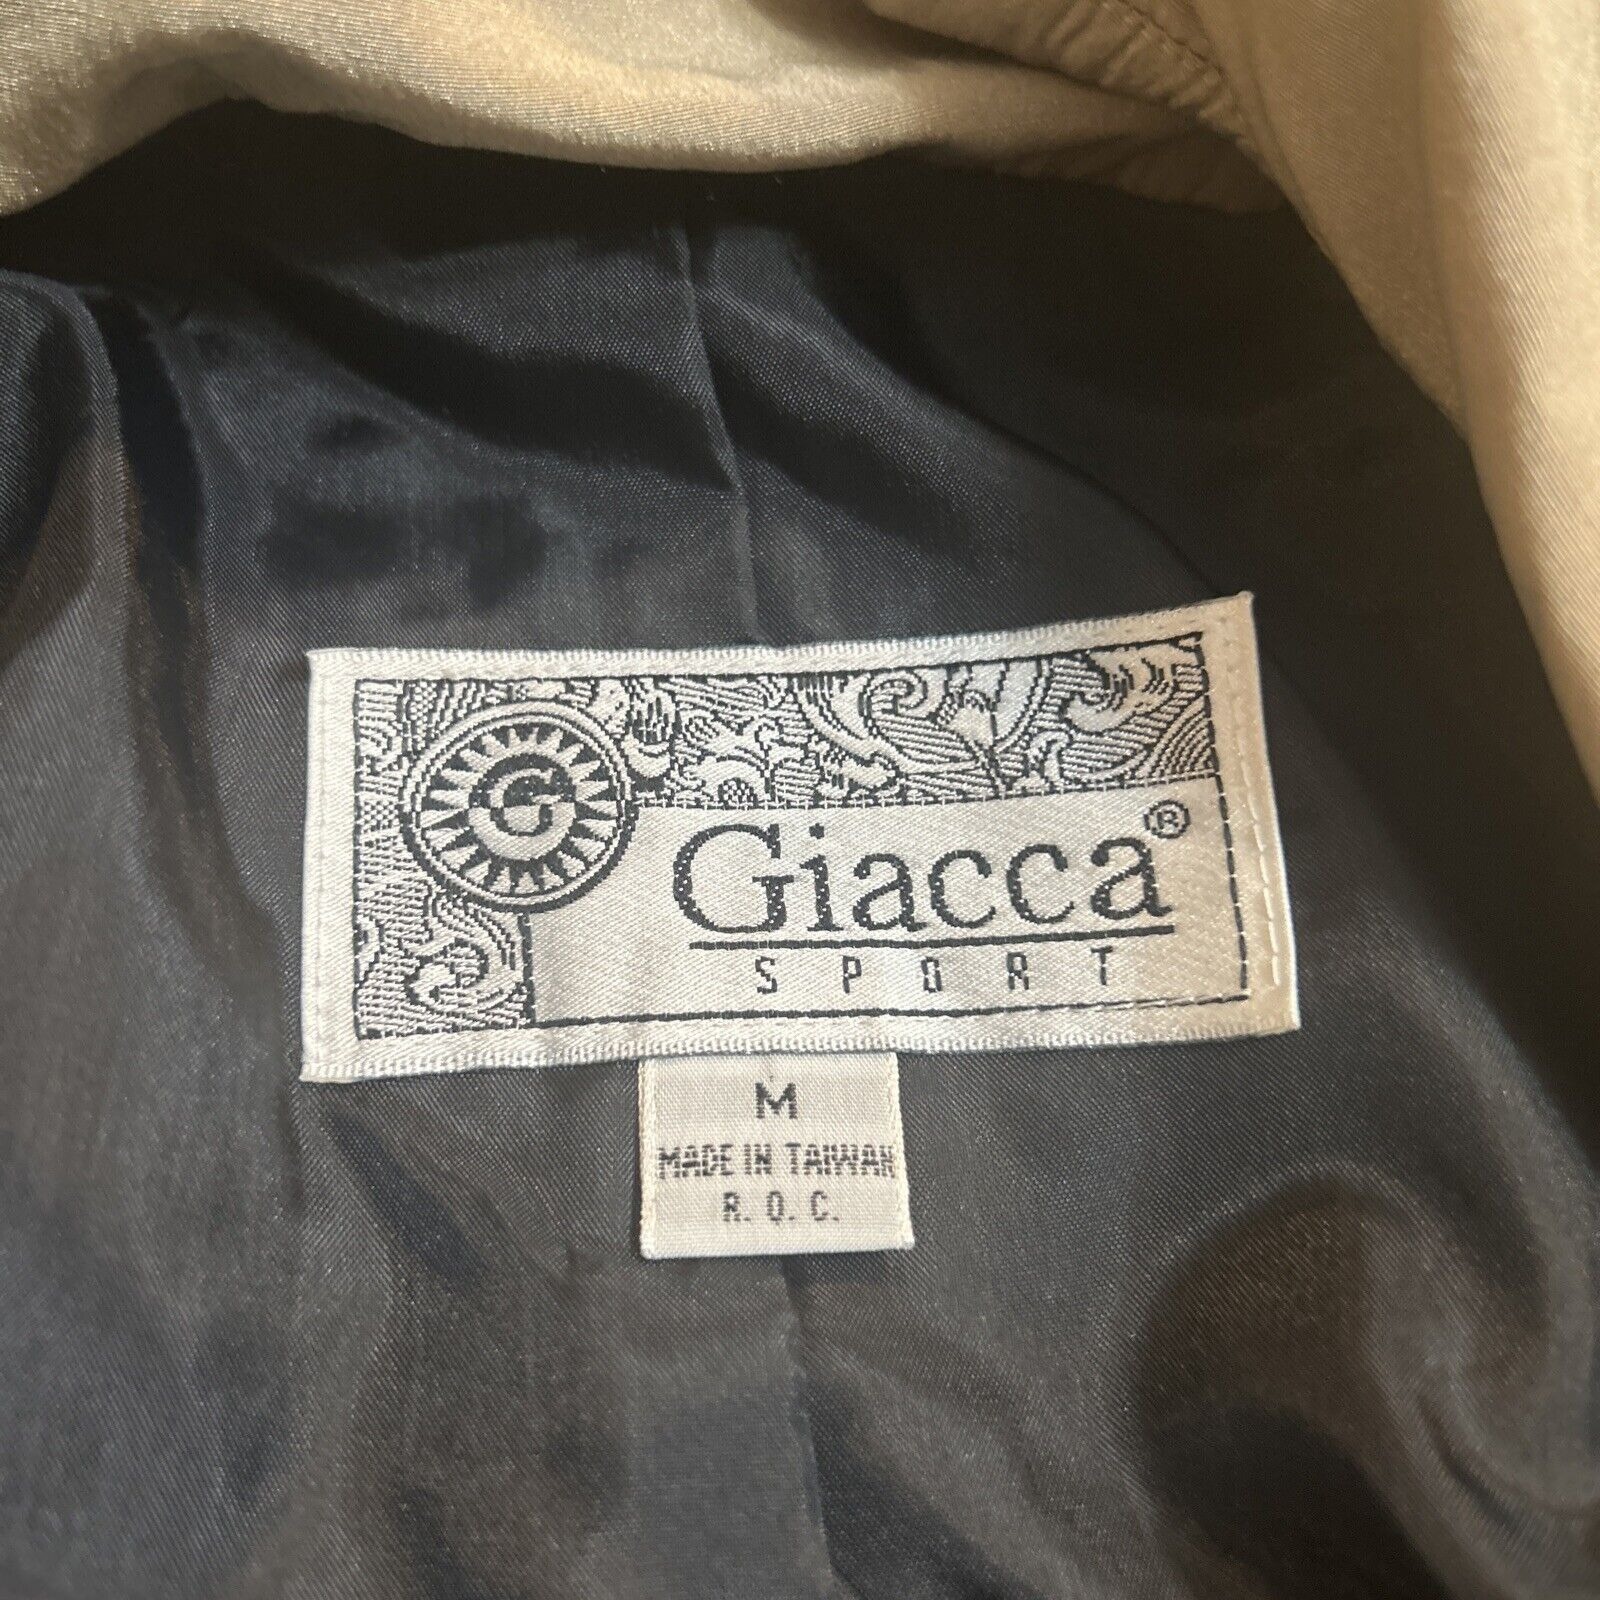 G
Giacca®
SPORT
M
MADE IN TAIWAN
R.O.C.